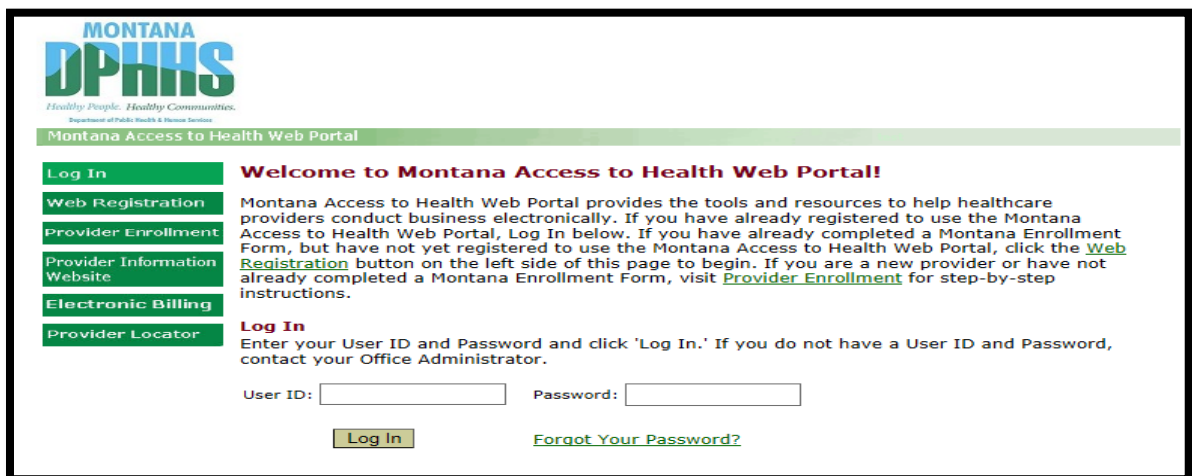 MONTANA
DPHHS
Healthy People. Healthy Communities.
Department of Public Health & Human Services
Montana Access to Health Web Portal
Log In
Web Registration
Provider Enrollment
Provider Information
Website
Electronic Billing
Provider Locator
Welcome to Montana Access to Health Web Portal!
Montana Access to Health Web Portal provides the tools and resources to help healthcare
providers conduct business electronically. If you have already registered to use the Montana
Access to Health Web Portal, Log In below. If you have already completed a Montana Enrollment
Form, but have not yet registered to use the Montana Access to Health Web Portal, click the Web
Registration button on the left side of this page to begin. If you are a new provider or have not
already completed a Montana Enrollment Form, visit Provider Enrollment for step-by-step
instructions.
Log In
Enter your User ID and Password and click 'Log In.' If you do not have a User ID and Password,
contact your Office Administrator.
User ID: Password:
Log In Forgot Your Password?